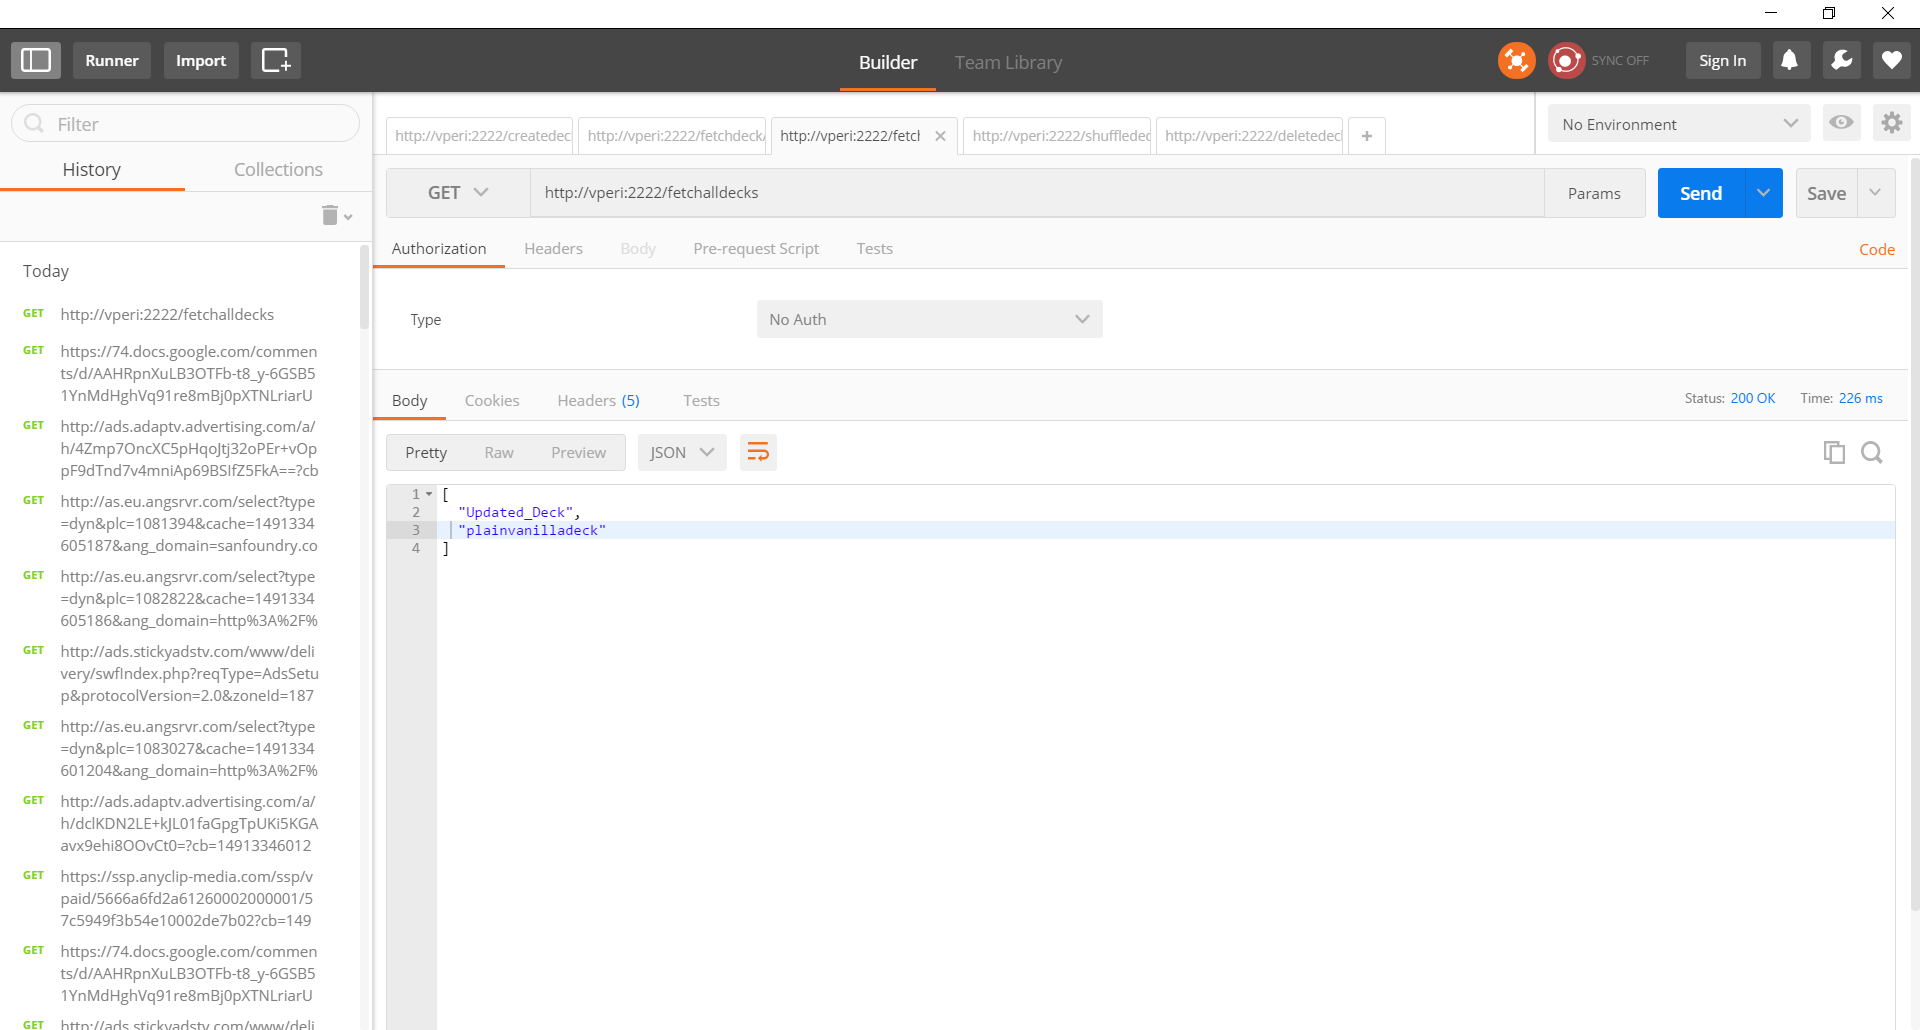 Runner
Import
Builder
Team Library
SYNC OFF
Sign In
Filter
History
Collections
Today
GET http://vperi:2222/fetchalldecks
GET https://74.docs.google.com/commen
ts/d/AAHRpnXuLB3OTFb-t8_y-6GSB5
1YnMdHghVq91re8mBj0pXTNLriarU
GET http://ads.adaptv.advertising.com/a/
h/4Zmp7OncXC5pHqoJtj32oPEr+vOp
pF9dTnd7v4mniAp69BSIfZ5FkA==?cb
GET http://as.eu.angsrvr.com/select?type
=dyn&plc=1081394&cache=1491334
605187&ang_domain=sanfoundry.co
GET http://as.eu.angsrvr.com/select?type
=dyn&plc=1082822&cache=1491334
605186&ang_domain=http%3A%2F%
GET http://ads.stickyadstv.com/www/deli
very/swfIndex.php?reqType=AdsSetu
p&protocolVersion=2.0&zoneId=187
GET http://as.eu.angsrvr.com/select?type
=dyn&plc=1083027&cache=1491334
601204&ang_domain=http%3A%2F%
GET http://ads.adaptv.advertising.com/a/
h/dclKDN2LE+kJL01faGpgTpUKi5KGA
avx9ehi8OOvCt0=?cb=14913346012
GET https://ssp.anyclip-media.com/ssp/v
paid/5666a6fd2a61260002000001/5
7c5949f3b54e10002de7b02?cb=149
GET https://74.docs.google.com/commen
ts/d/AAHRpnXuLB3OTFb-t8_y-6GSB5
1YnMdHghVq91re8mBj0pXTNLriarU
GET http://ads.stickyadstv.com/www/deli
http://vperi:2222/createdec
http://vperi:2222/fetchdeck/
http://vperi:2222/fetch
http://vperi:2222/shuffledec
http://vperi:2222/deletedeck
+
No Environment
GET
http://vperi:2222/fetchalldecks
Params
Send
Save
Authorization
Headers
Body
Pre-request Script
Tests
Code
Type
No Auth
Body
Cookies
Headers (5)
Tests
Status: 200 OK
Time: 226 ms
Pretty
Raw
Preview
JSON
1 [
2 "Updated_Deck",
3 "plainvanilladeck"
4 ]